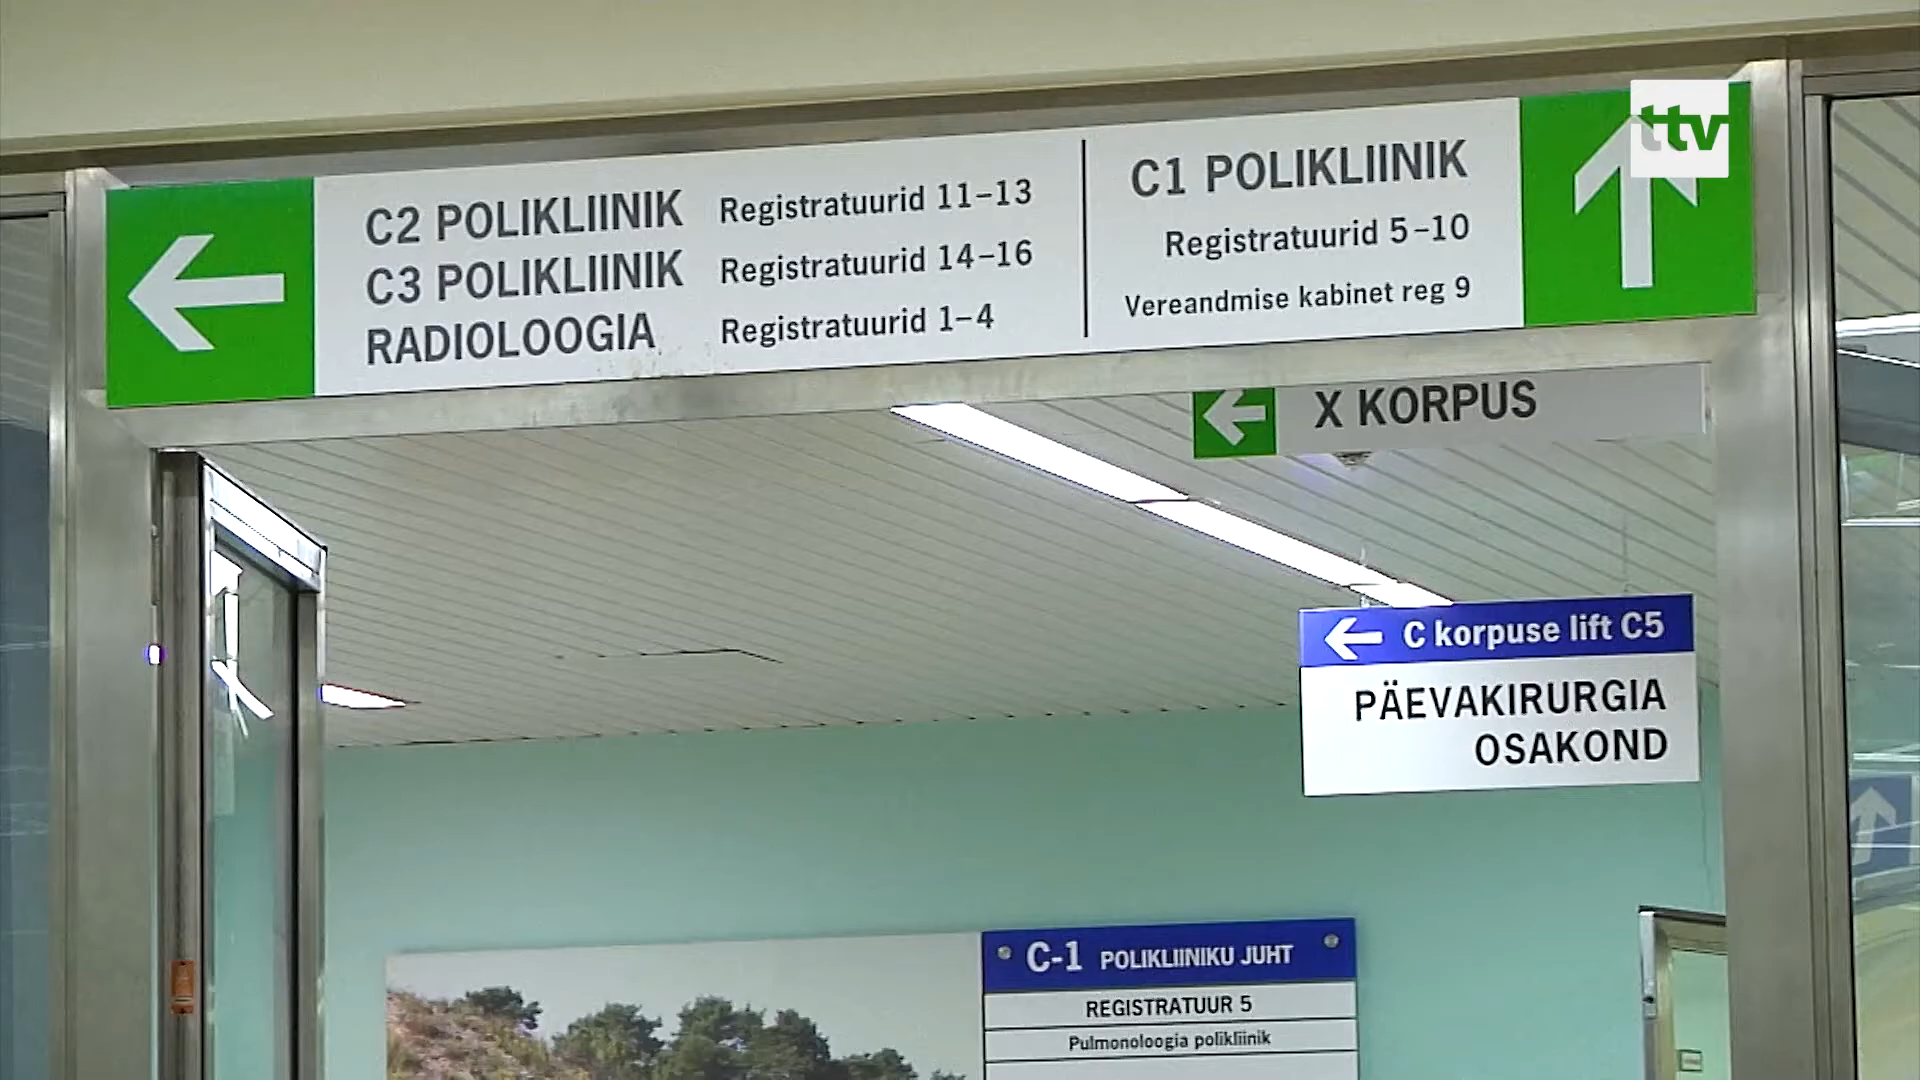 ttv
C2 POLIKLIINIK Registratuurid 11-13
C3 POLIKLIINIK Registratuurid 14-16
RADIOLOOGIA Registratuurid 1-4
C1 POLIKLIINIK
Registratuurid 5-10
Vereandmise kabinet reg 9
X KORPUS
C korpuse lift C5
PÄEVAKIRURGIA
OSAKOND
C-1 POLIKLIINIKU JUHT
REGISTRATUUR 5
Pulmonoloogia polikliinik